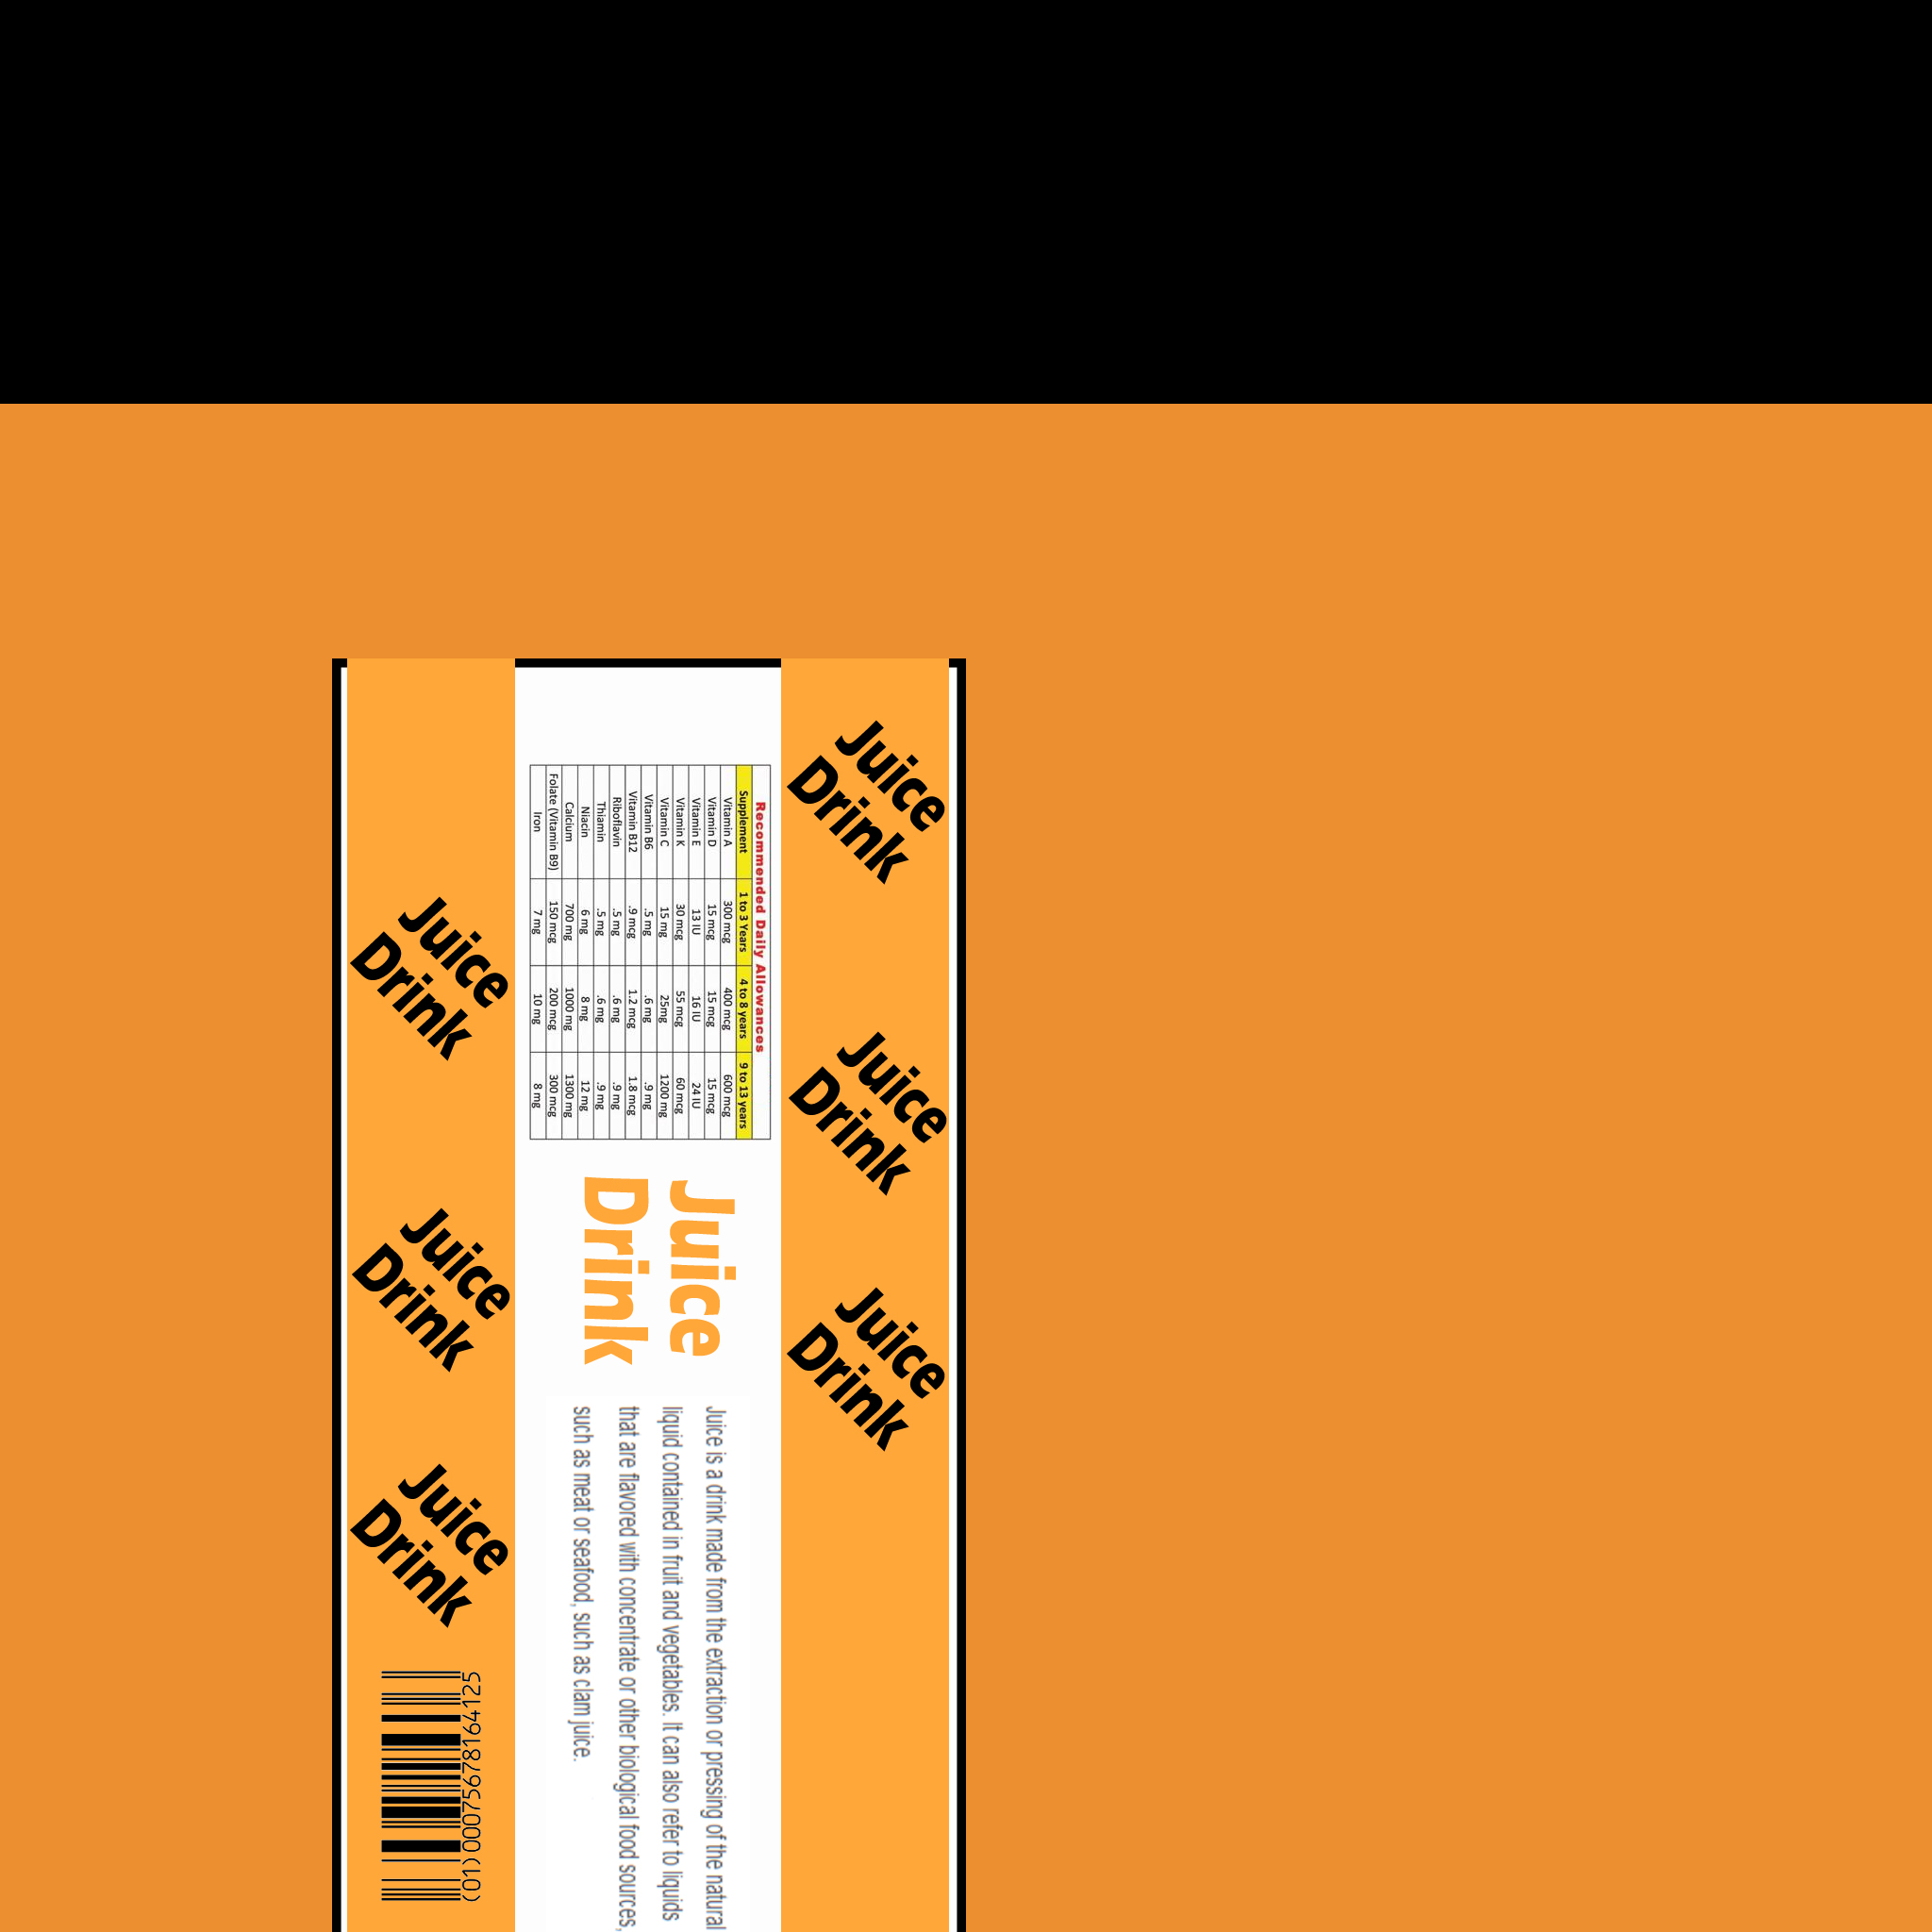 Juice
Drink
Juice
Drink
Juice
Drink
Recommended Daily Allowances
Supplement 1 to 3 Years 4 to 8 years 9 to 13 years
Vitamin A 300 mcg 400 mcg 600 mcg
Vitamin D 15 mcg 15 mcg 15 mcg
Vitamin E 13 IU 16 IU 24 IU
Vitamin K 30 mcg 55 mcg 60 mcg
Vitamin C 15 mg 25mg 1200 mg
Vitamin B6 .5 mg .6 mg .9 mg
Vitamin B12 .9 mcg 1.2 mcg 1.8 mcg
Riboflavin .5 mg .6 mg .9 mg
Thiamin .5 mg .6 mg .9 mg
Niacin 6 mg 8 mg 12 mg
Calcium 700 mg 1000 mg 1300 mg
Folate (Vitamin B9) 150 mcg 200 mcg 300 mcg
Iron 7 mg 10 mg 8 mg
Juice
Drink
Juice is a drink made from the extraction or pressing of the natural
liquid contained in fruit and vegetables. It can also refer to liquids
that are flavored with concentrate or other biological food sources,
such as meat or seafood, such as clam juice.
Juice
Drink
Juice
Drink
Juice
Drink
(01)00075678164125